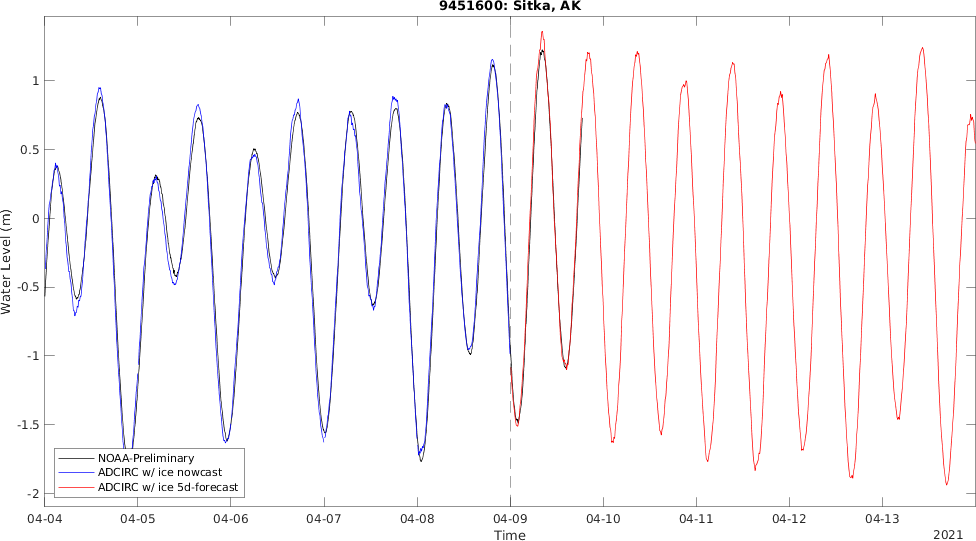 9451600: Sitka, AK
Water Level (m)
1
0.5
0
-0.5
-1
-1.5
-2
NOAA-Preliminary
ADCIRC w/ ice nowcast
ADCIRC w/ ice 5d-forecast
04-04 04-05 04-06 04-07 04-08 04-09 04-10 04-11 04-12 04-13
Time
2021